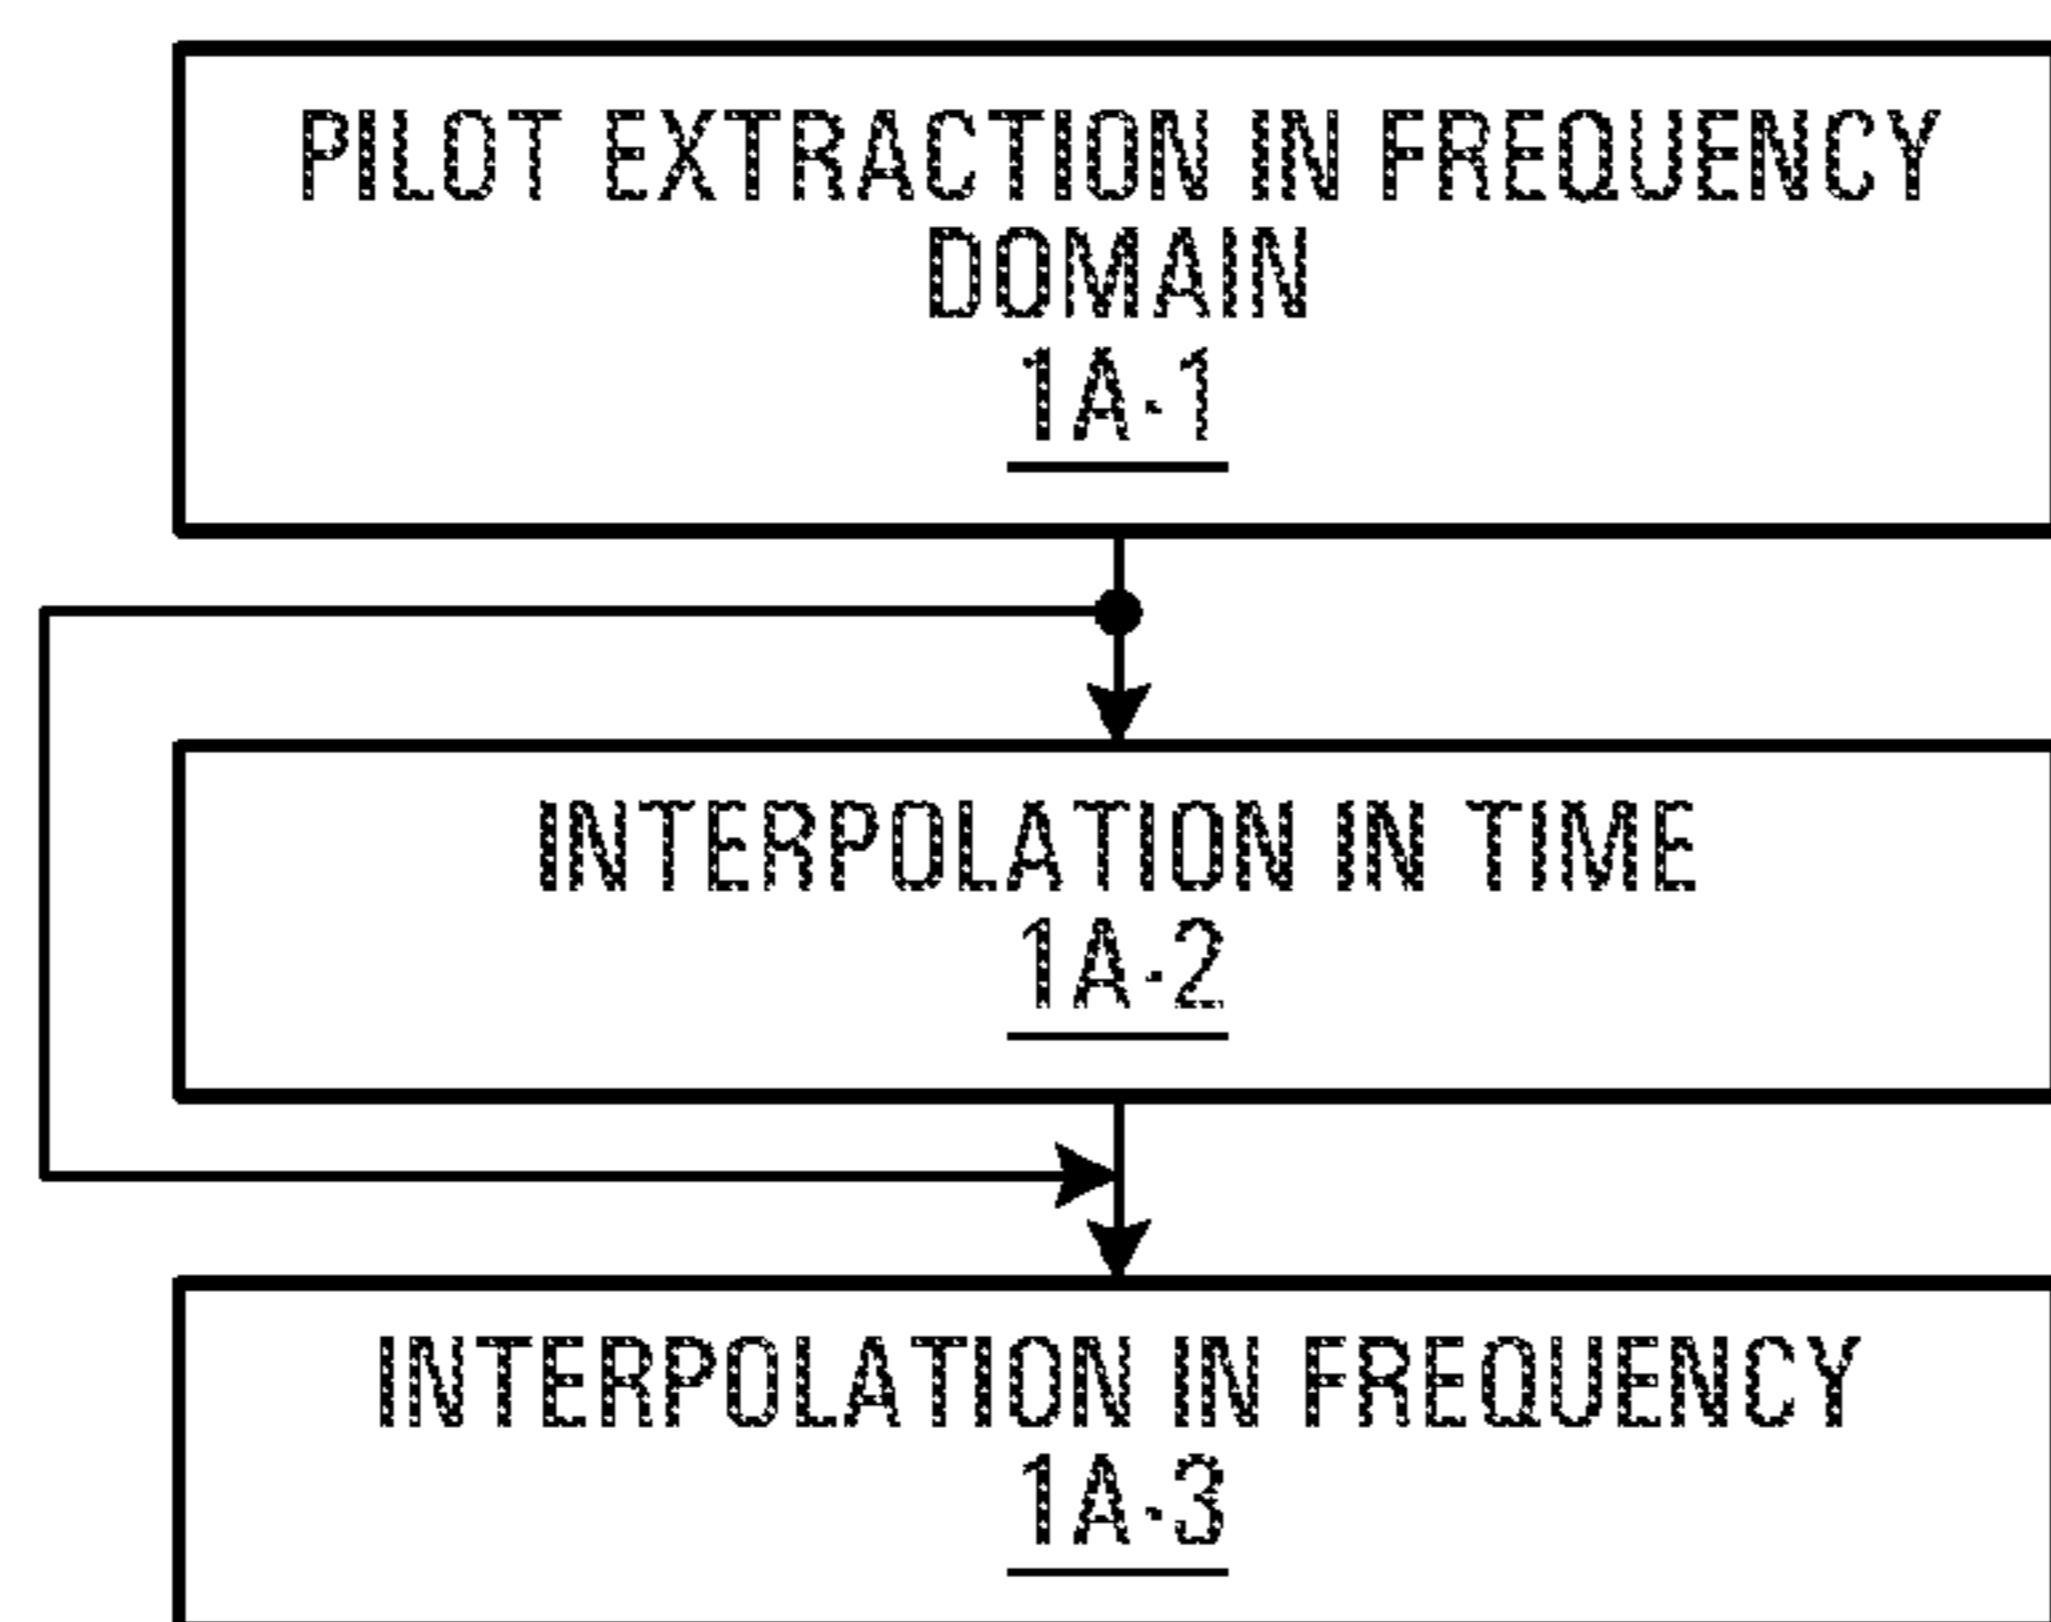 PILOT EXTRACTION IN FREQUENCY
DOMAIN
1A-1
INTERPOLATION IN TIME
1A-2
INTERPOLATION IN FREQUENCY
1A-3